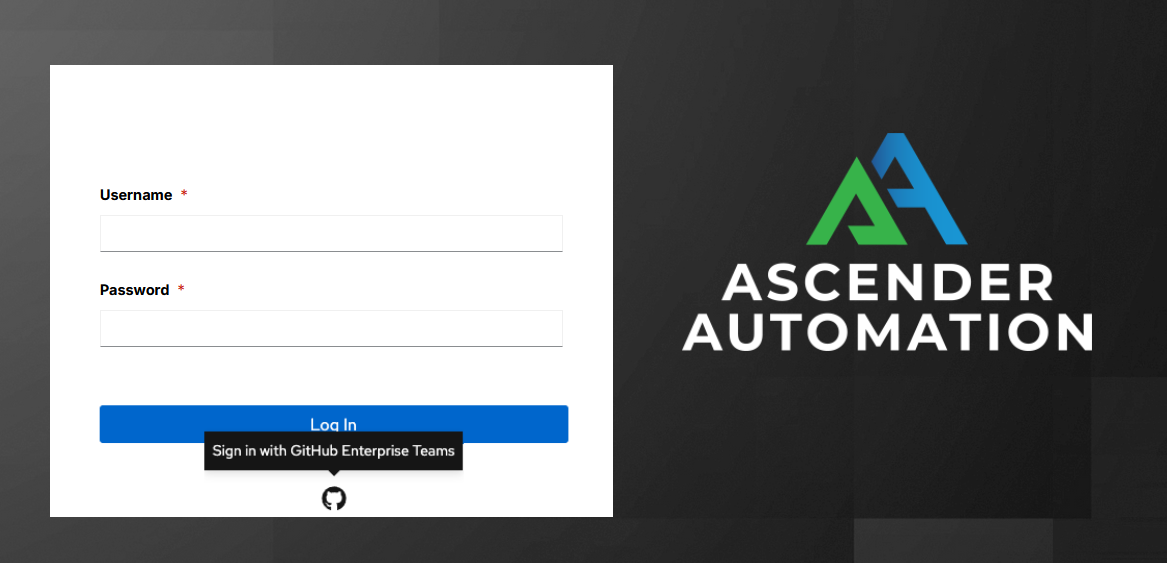 Username *
Password *
Log In
Sign in with GitHub Enterprise Teams
ASCENDER
AUTOMATION